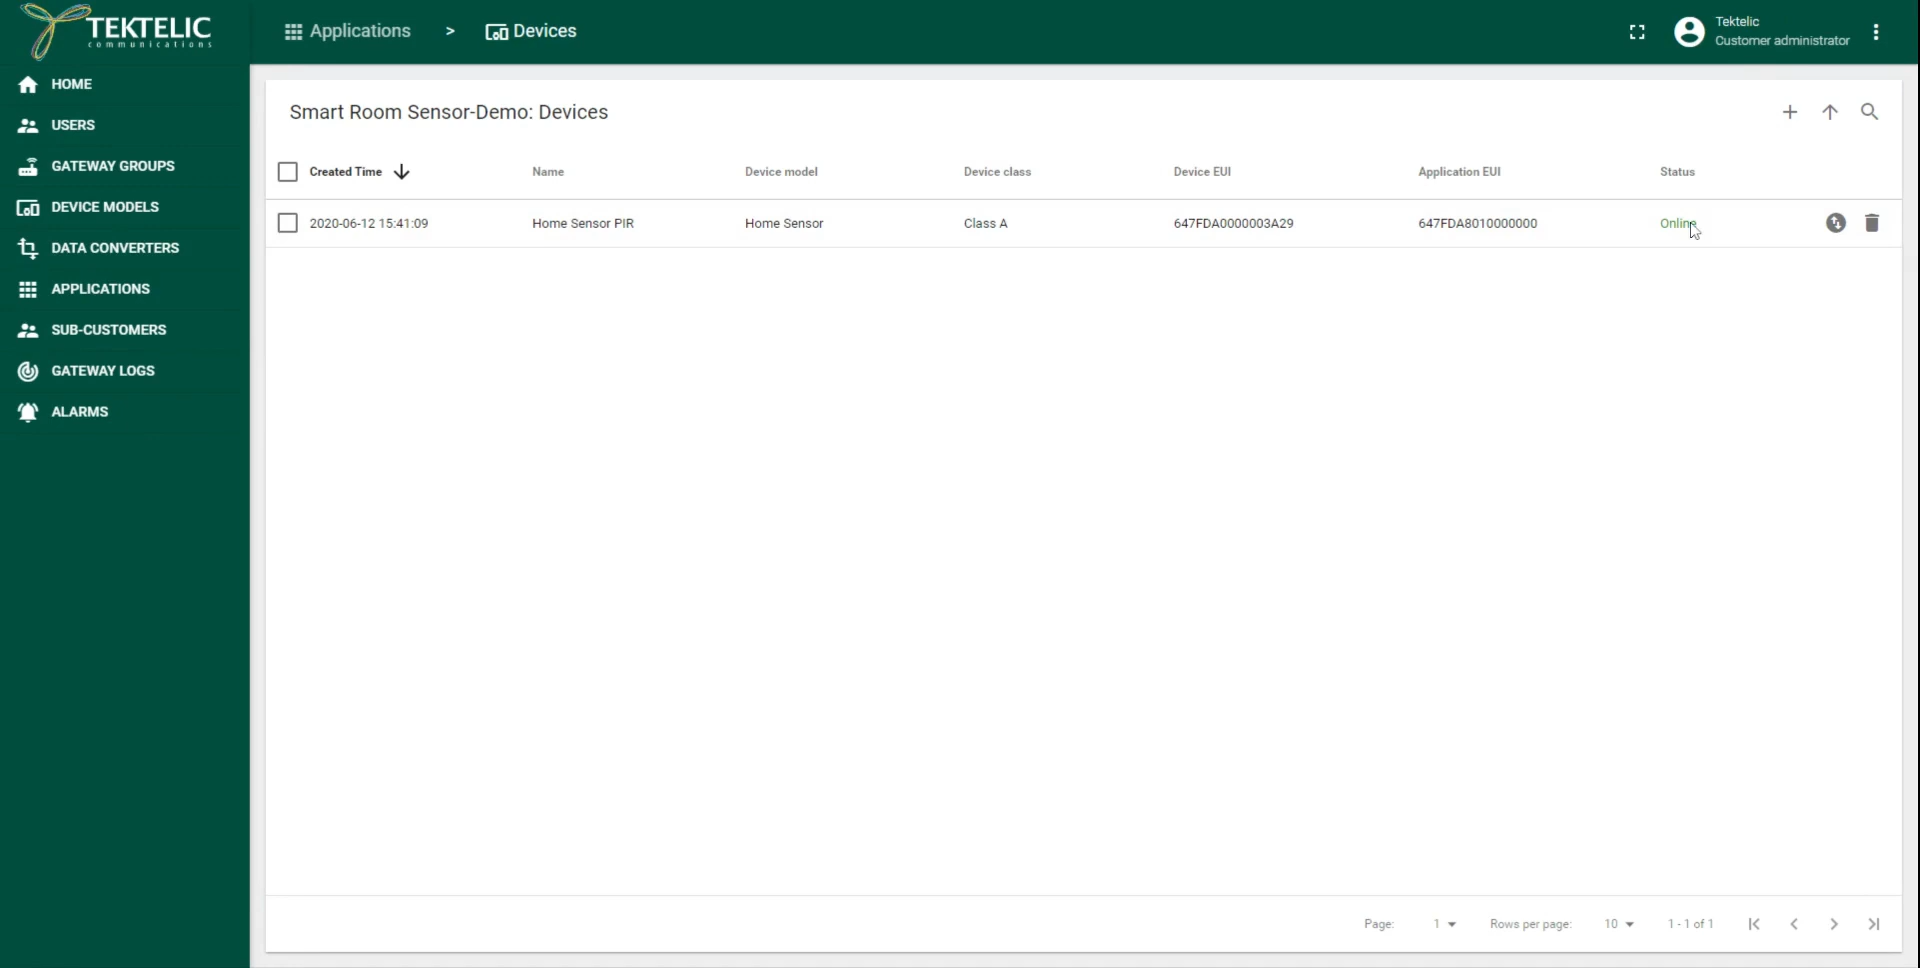 TEKTELIC
communications
Applications > Devices
Tektelic
Customer administrator
HOME
USERS
GATEWAY GROUPS
DEVICE MODELS
DATA CONVERTERS
APPLICATIONS
SUB-CUSTOMERS
GATEWAY LOGS
ALARMS
Smart Room Sensor-Demo: Devices
Created Time Name Device model Device class Device EUI Application EUI Status
2020-06-12 15:41:09 Home Sensor PIR Home Sensor Class A 647FDA0000003A29 647FDA8010000000 Online
Page: 1 Rows per page: 10 1 - 1 of 1